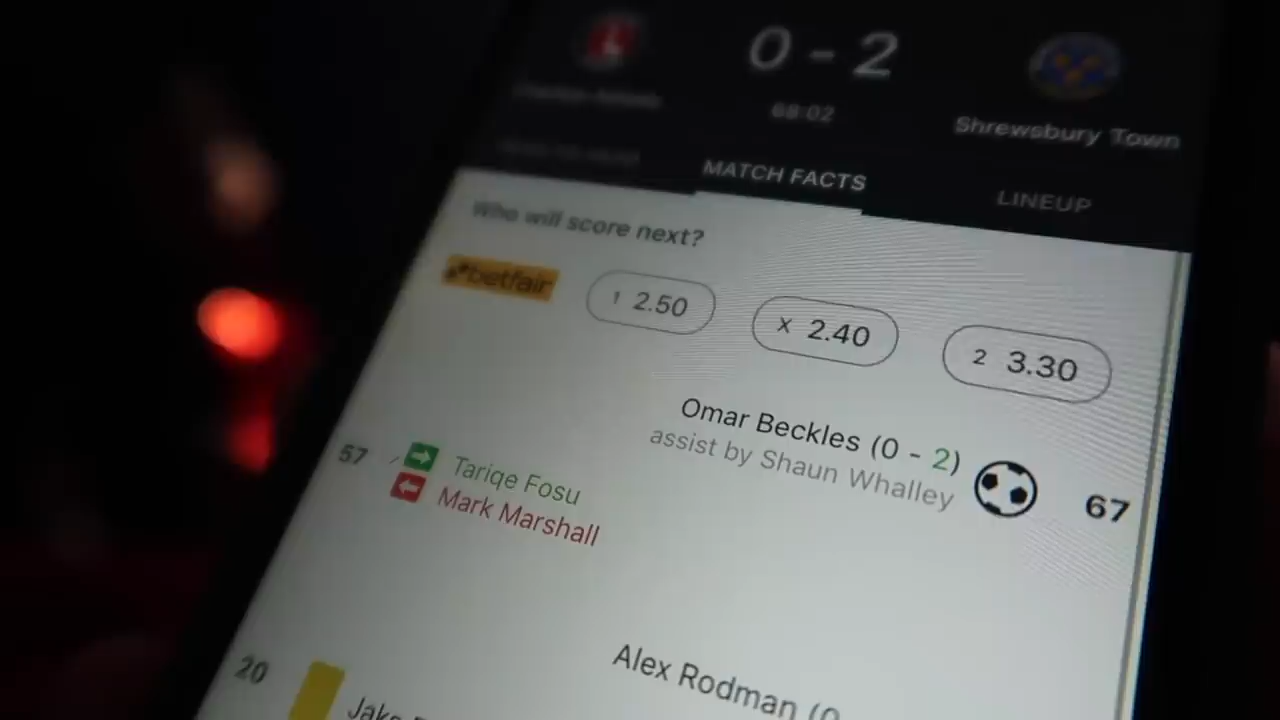 0 - 2
68:02
Shrewsbury Town
MATCH FACTS
LINEUP
Who will score next?
betfair
1 2.50
X 2.40
2 3.30
Omar Beckles (0 - 2)
assist by Shaun Whalley
67
57
Tariqe Fosu
Mark Marshall
Alex Rodman (0
20
Jake